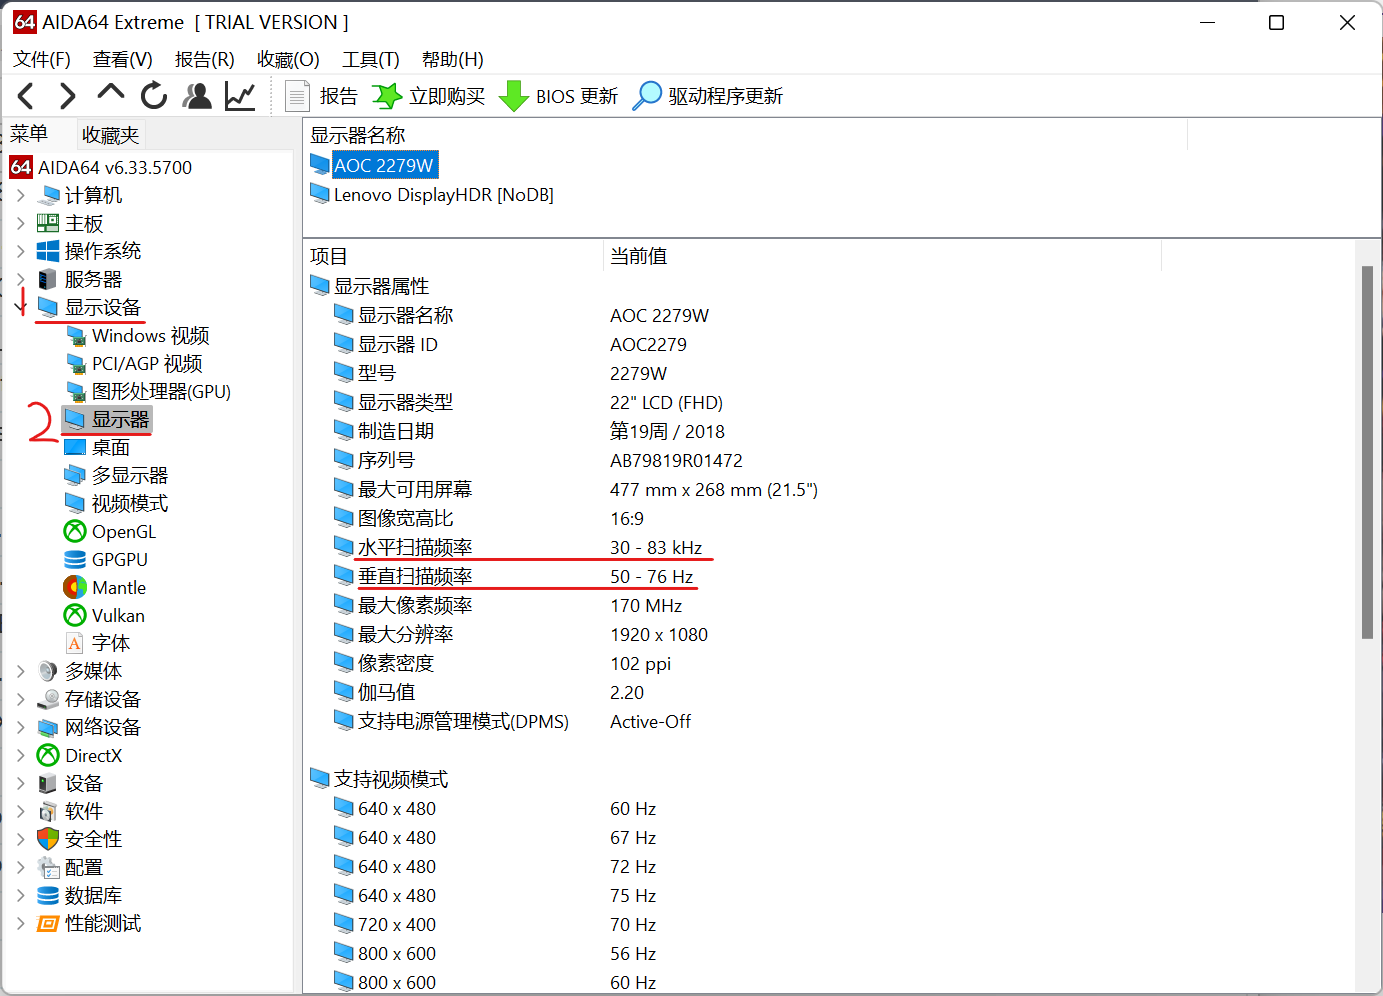 64 AIDA64 Extreme [ TRIAL VERSION ]
文件(F) 查看(V) 报告(R) 收藏(O) 工具(T) 帮助(H)
报告 立即购买 BIOS 更新 驱动程序更新
菜单 收藏夹
64 AIDA64 v6.33.5700
计算机
主板
操作系统
服务器
1 显示设备
Windows 视频
PCI/AGP 视频
图形处理器(GPU)
2 显示器
桌面
多显示器
视频模式
OpenGL
GPGPU
Mantle
Vulkan
A 字体
多媒体
存储设备
网络设备
DirectX
设备
软件
安全性
配置
数据库
性能测试
显示器名称
AOC 2279W
Lenovo DisplayHDR [NoDB]
项目 当前值
显示器属性
显示器名称 AOC 2279W
显示器 ID AOC2279
型号 2279W
显示器类型 22" LCD (FHD)
制造日期 第19周 / 2018
序列号 AB79819R01472
最大可用屏幕 477 mm x 268 mm (21.5")
图像宽高比 16:9
水平扫描频率 30 - 83 kHz
垂直扫描频率 50 - 76 Hz
最大像素频率 170 MHz
最大分辨率 1920 x 1080
像素密度 102 ppi
伽马值 2.20
支持电源管理模式(DPMS) Active-Off
支持视频模式
640 x 480 60 Hz
640 x 480 67 Hz
640 x 480 72 Hz
640 x 480 75 Hz
720 x 400 70 Hz
800 x 600 56 Hz
800 x 600 60 Hz